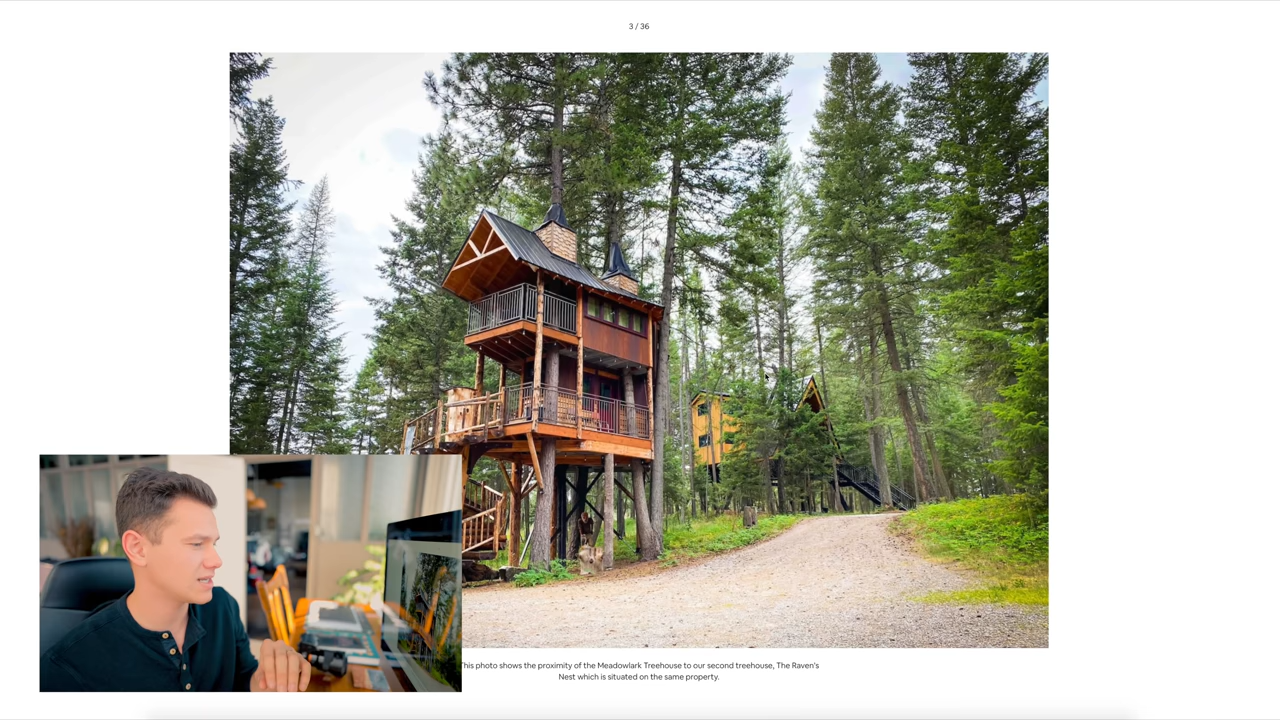 3 / 36
This photo shows the proximity of the Meadowlark Treehouse to our second treehouse, The Raven's
Nest which is situated on the same property.